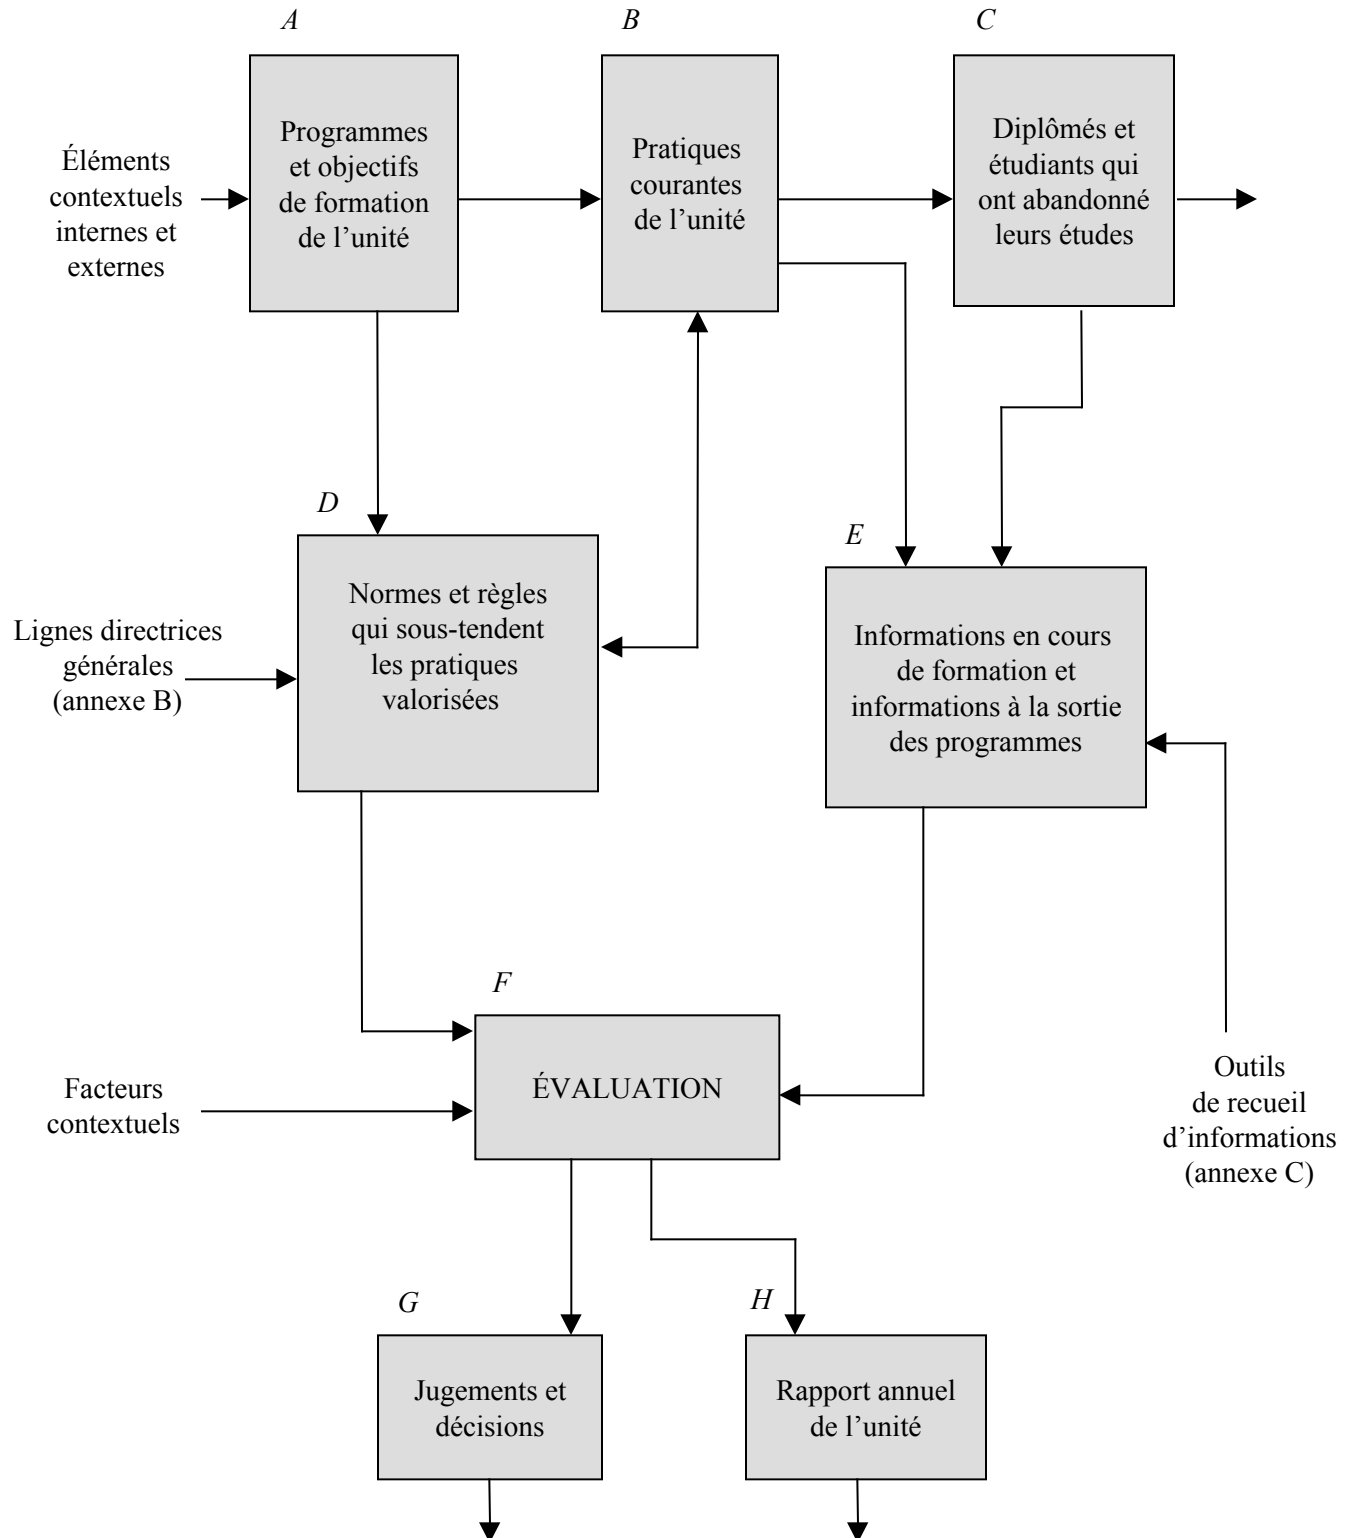 A
B
C
Éléments
contextuels
internes et
externes
Programmes
et objectifs
de formation
de l’unité
Pratiques
courantes
de l’unité
Diplômés et
étudiants qui
ont abandonné
leurs études
D
E
Lignes directrices
générales
(annexe B)
Normes et règles
qui sous-tendent
les pratiques
valorisées
Informations en cours
de formation et
informations à la sortie
des programmes
F
Facteurs
contextuels
ÉVALUATION
Outils
de recueil
d’informations
(annexe C)
G
H
Jugements et
décisions
Rapport annuel
de l’unité